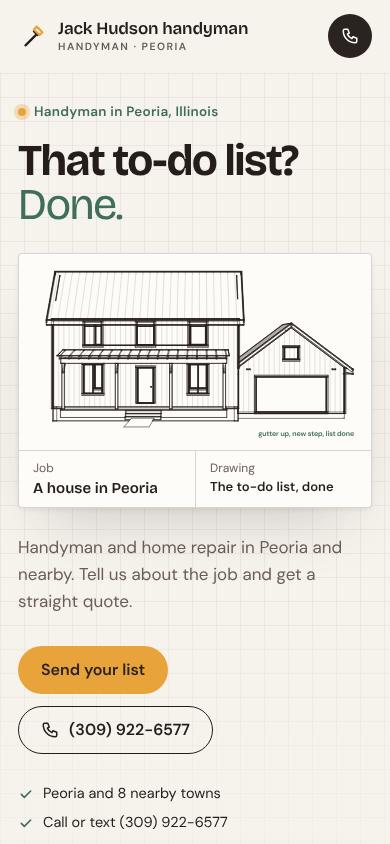 Jack Hudson handyman
HANDYMAN · PEORIA
Handyman in Peoria, Illinois
That to-do list?
Done.
gutter up, new step, list done
Job
A house in Peoria
Drawing
The to-do list, done
Handyman and home repair in Peoria and
nearby. Tell us about the job and get a
straight quote.
Send your list
(309) 922-6577
Peoria and 8 nearby towns
Call or text (309) 922-6577